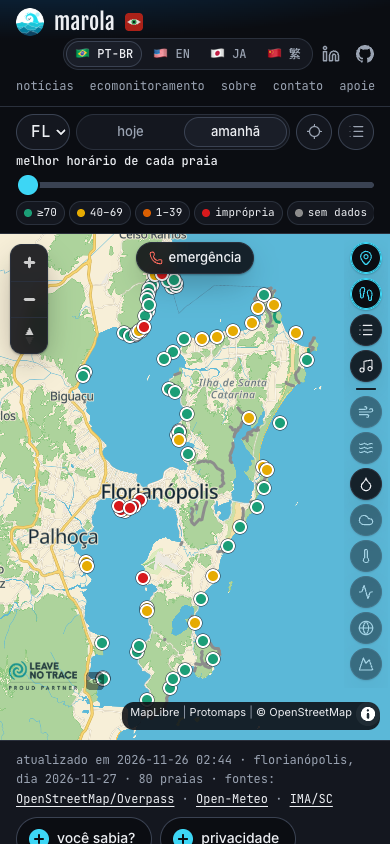 marola
PT-BR EN JA 繁
notícias ecomonitoramento sobre contato apoie
FL hoje amanhã
melhor horário de cada praia
≥70 40–69 1–39 imprópria sem dados
Celso Ramos
emergência
Biguaçu
Ilha de Santa
Catarina
Florianópolis
Palhoça
LEAVE
NO TRACE
PROUD PARTNER
MapLibre | Protomaps | © OpenStreetMap
atualizado em 2026-11-26 02:44 · florianópolis,
dia 2026-11-27 · 80 praias · fontes:
OpenStreetMap/Overpass · Open-Meteo · IMA/SC
você sabia? privacidade